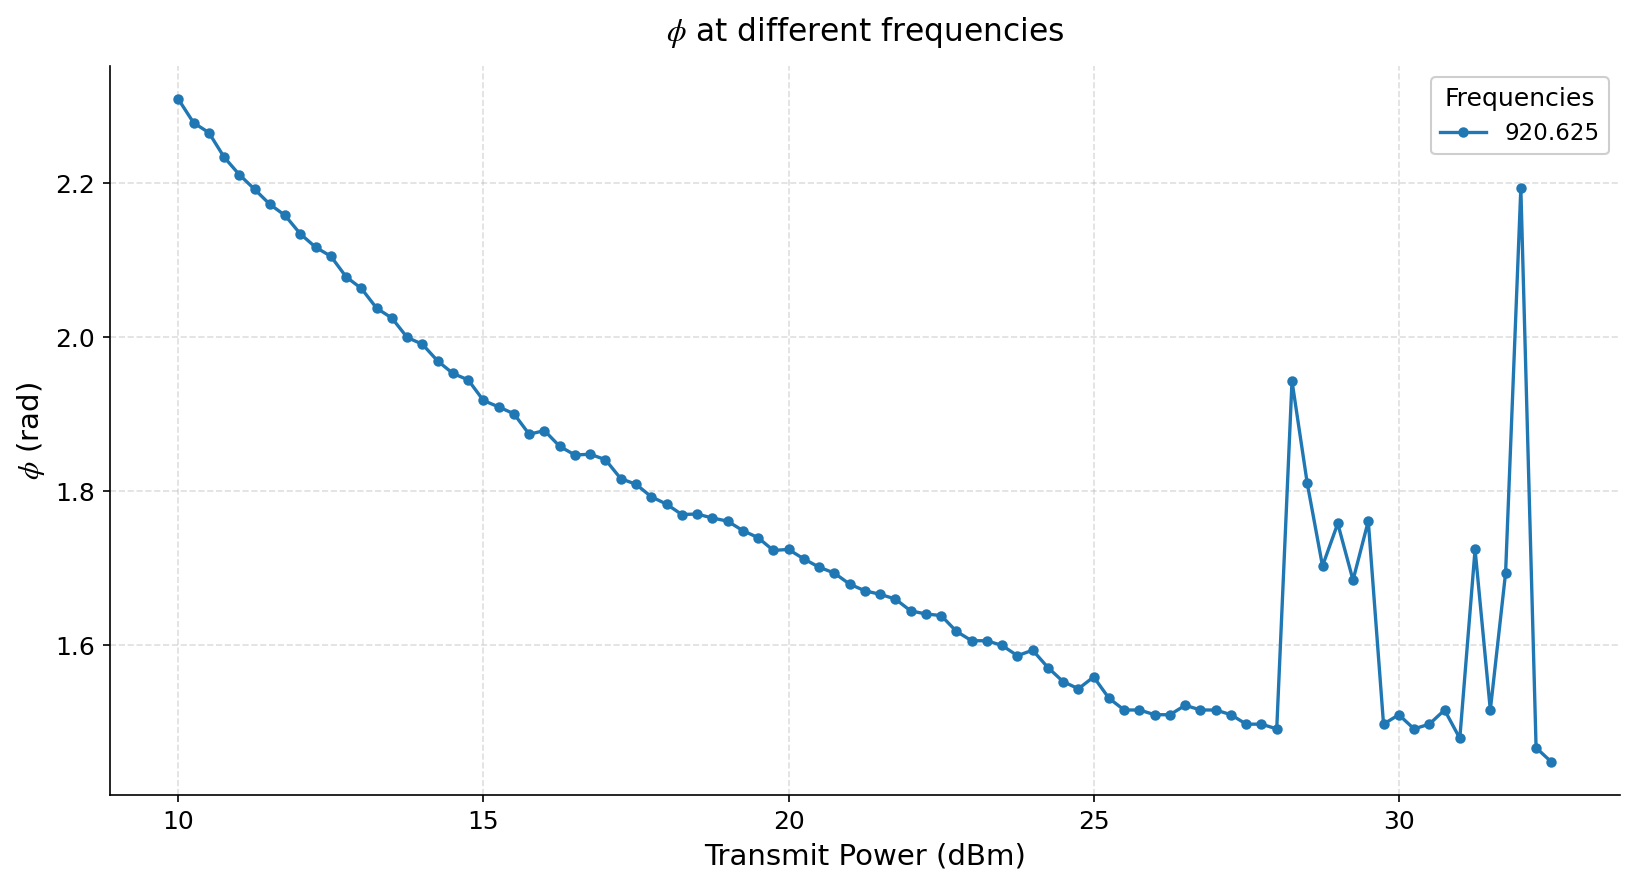 ϕ at different frequencies
Frequencies
920.625
2.2
2.0
1.8
1.6
ϕ (rad)
10 15 20 25 30
Transmit Power (dBm)